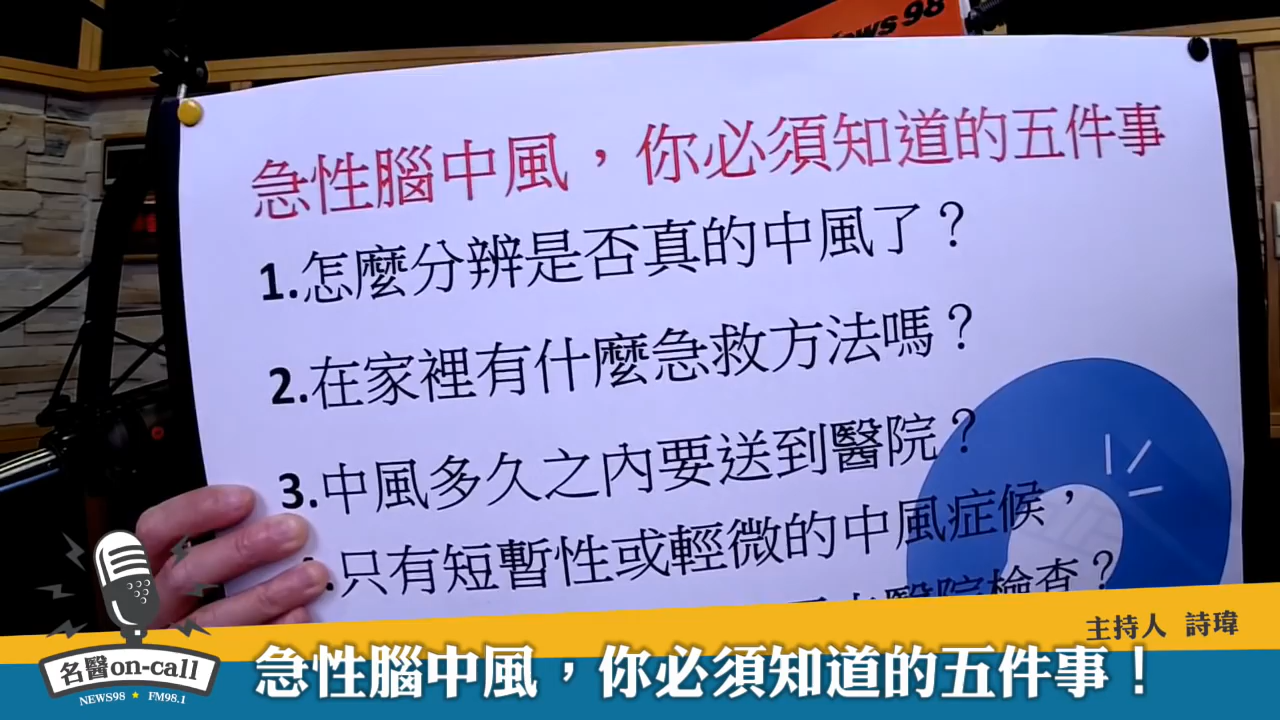 News 98
急性腦中風，你必須知道的五件事
1.怎麼分辨是否真的中風了？
2.在家裡有什麼急救方法嗎？
3.中風多久之內要送到醫院？
.只有短暫性或輕微的中風症候，
醫院檢查？
主持人 詩瑋
名醫on-call
NEWS98 ★ FM98.1
急性腦中風，你必須知道的五件事！